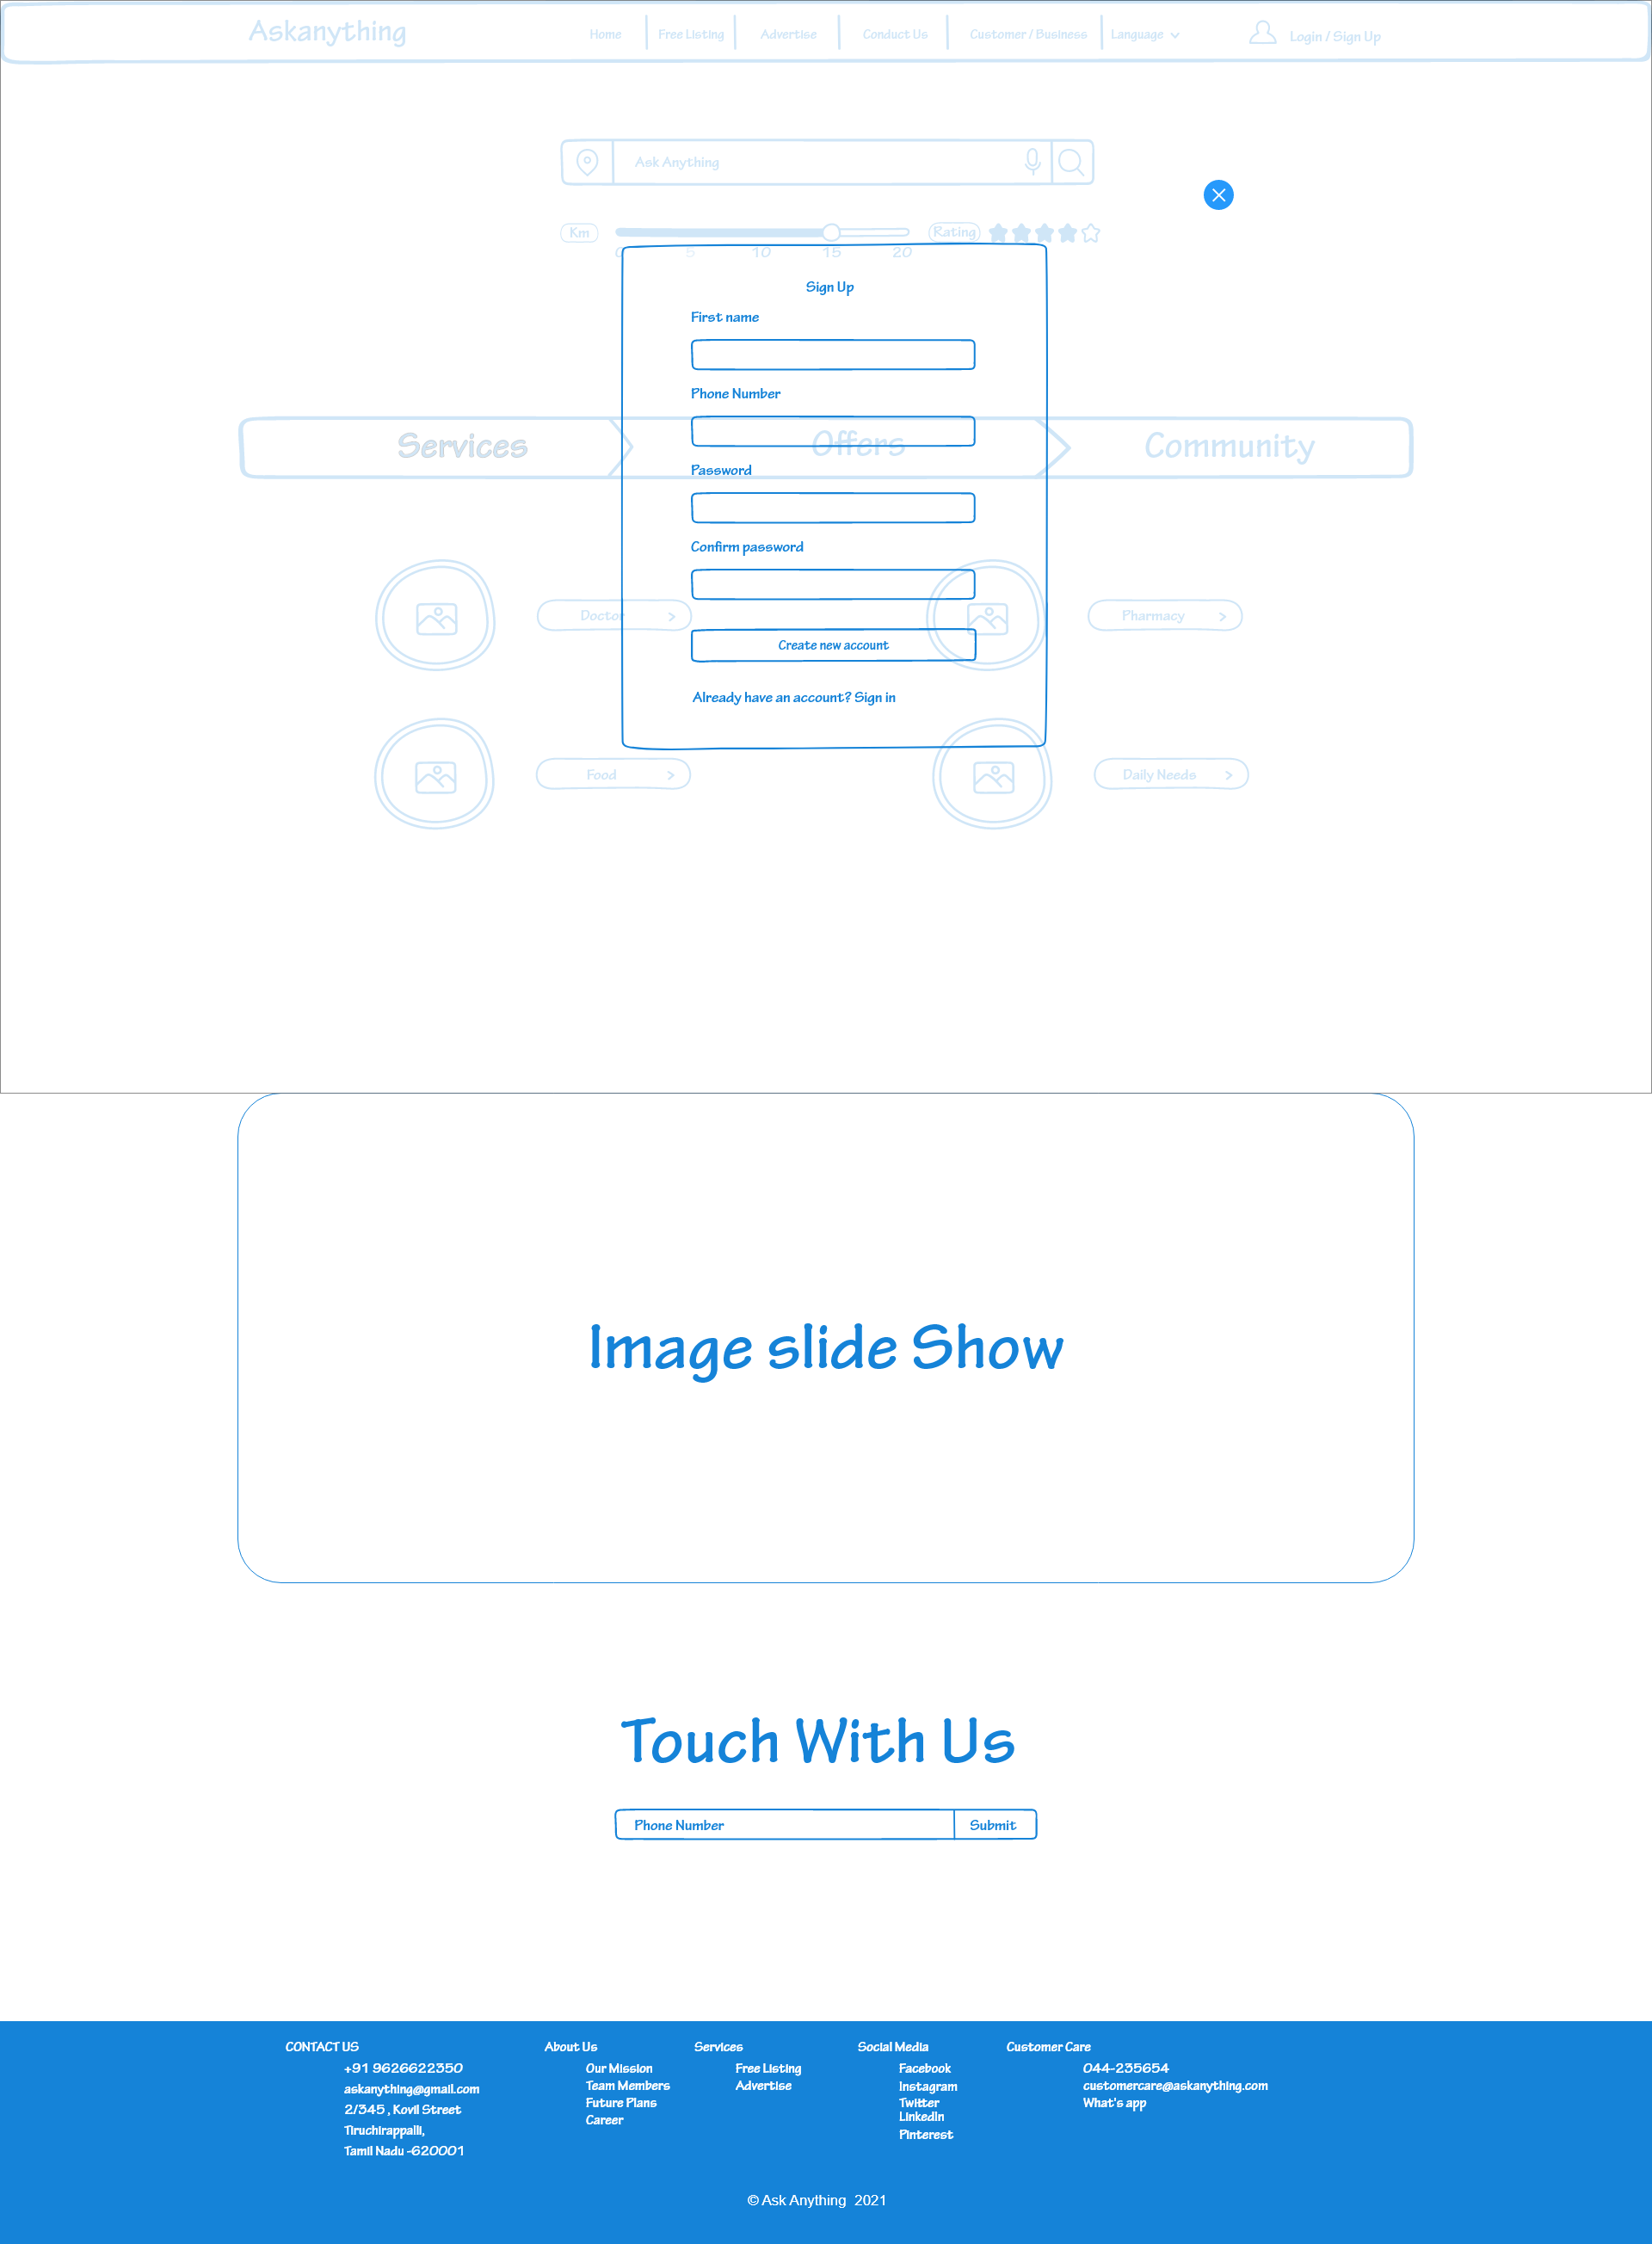 Askanything
Home
Free Listing
Advertise
Conduct Us
Customer / Business
Language
Login / Sign Up
Ask Anything
Km
Rating
0 5 10 15 20
Sign Up
First name
Phone Number
Services
Offers
Community
Password
Confirm password
Doctor
Pharmacy
Create new account
Already have an account? Sign in
Food
Daily Needs
Image slide Show
Touch With Us
Phone Number
Submit
CONTACT US
+91 9626622350
askanything@gmail.com
2/345 , Kovil Street
Tiruchirappalli,
Tamil Nadu -620001
About Us
Our Mission
Team Members
Future Plans
Career
Services
Free Listing
Advertise
Social Media
Facebook
Instagram
Twitter
LinkedIn
Pinterest
Customer Care
044-235654
customercare@askanything.com
What's app
© Ask Anything 2021